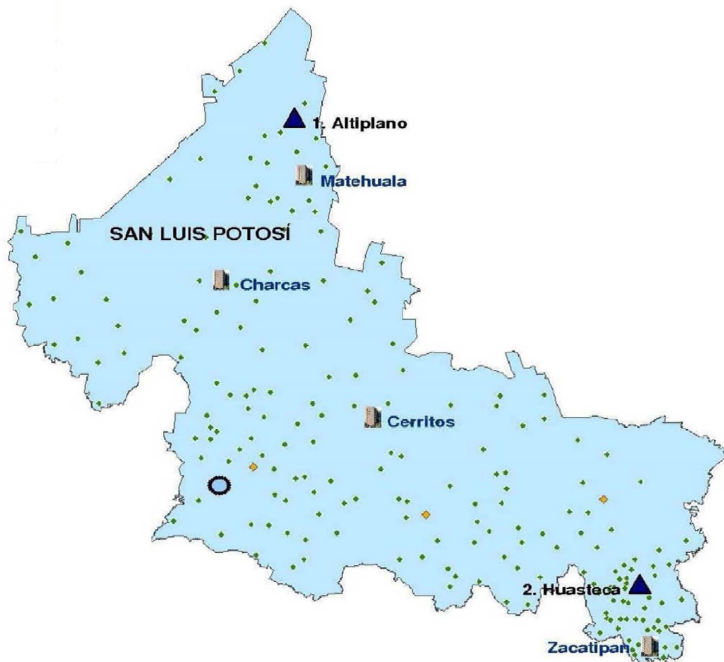 1. Altiplano
Matehuala
SAN LUIS POTOSÍ
Charcas
Cerritos
2. Huasteca
Zacatipan